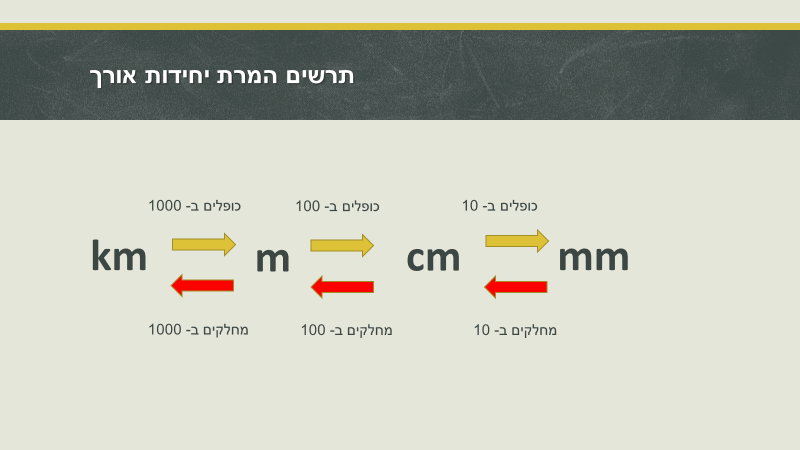 תרשים המרת יחידות אורך
כופלים ב- 1000
כופלים ב- 100
כופלים ב- 10
km
m
cm
mm
מחלקים ב- 1000
מחלקים ב- 100
מחלקים ב- 10